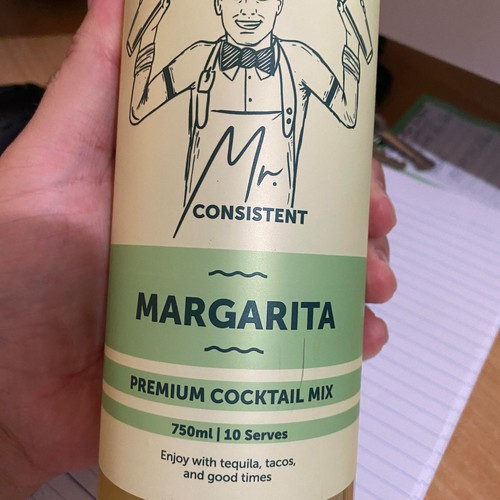 Mr.
CONSISTENT
MARGARITA
PREMIUM COCKTAIL MIX
750ml | 10 Serves
Enjoy with tequila, tacos,
and good times